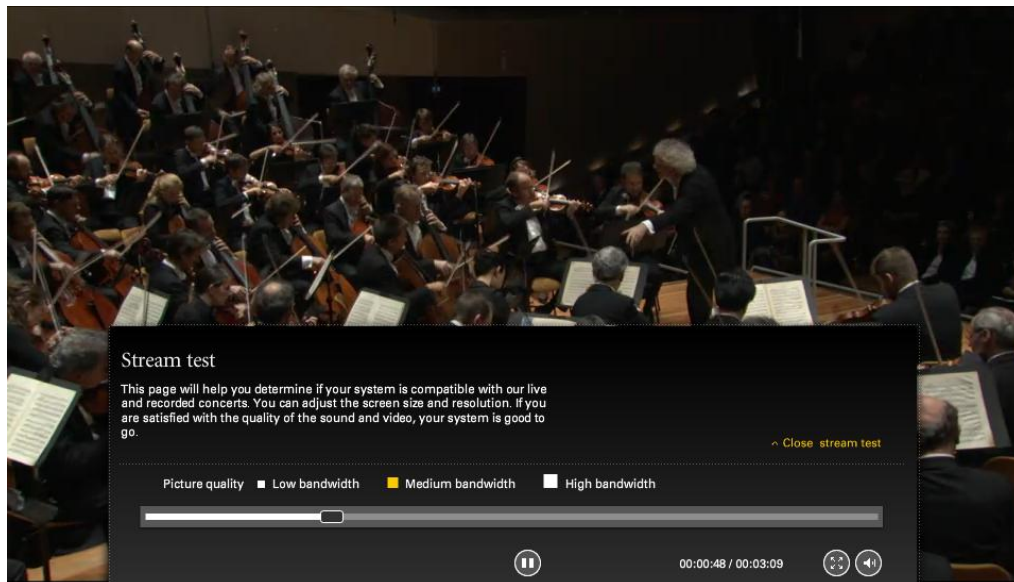 Stream test
This page will help you determine if your system is compatible with our live
and recorded concerts. You can adjust the screen size and resolution. If you
are satisfied with the quality of the sound and video, your system is good to
go.
^ Close stream test
Picture quality Low bandwidth Medium bandwidth High bandwidth
00:00:48 / 00:03:09